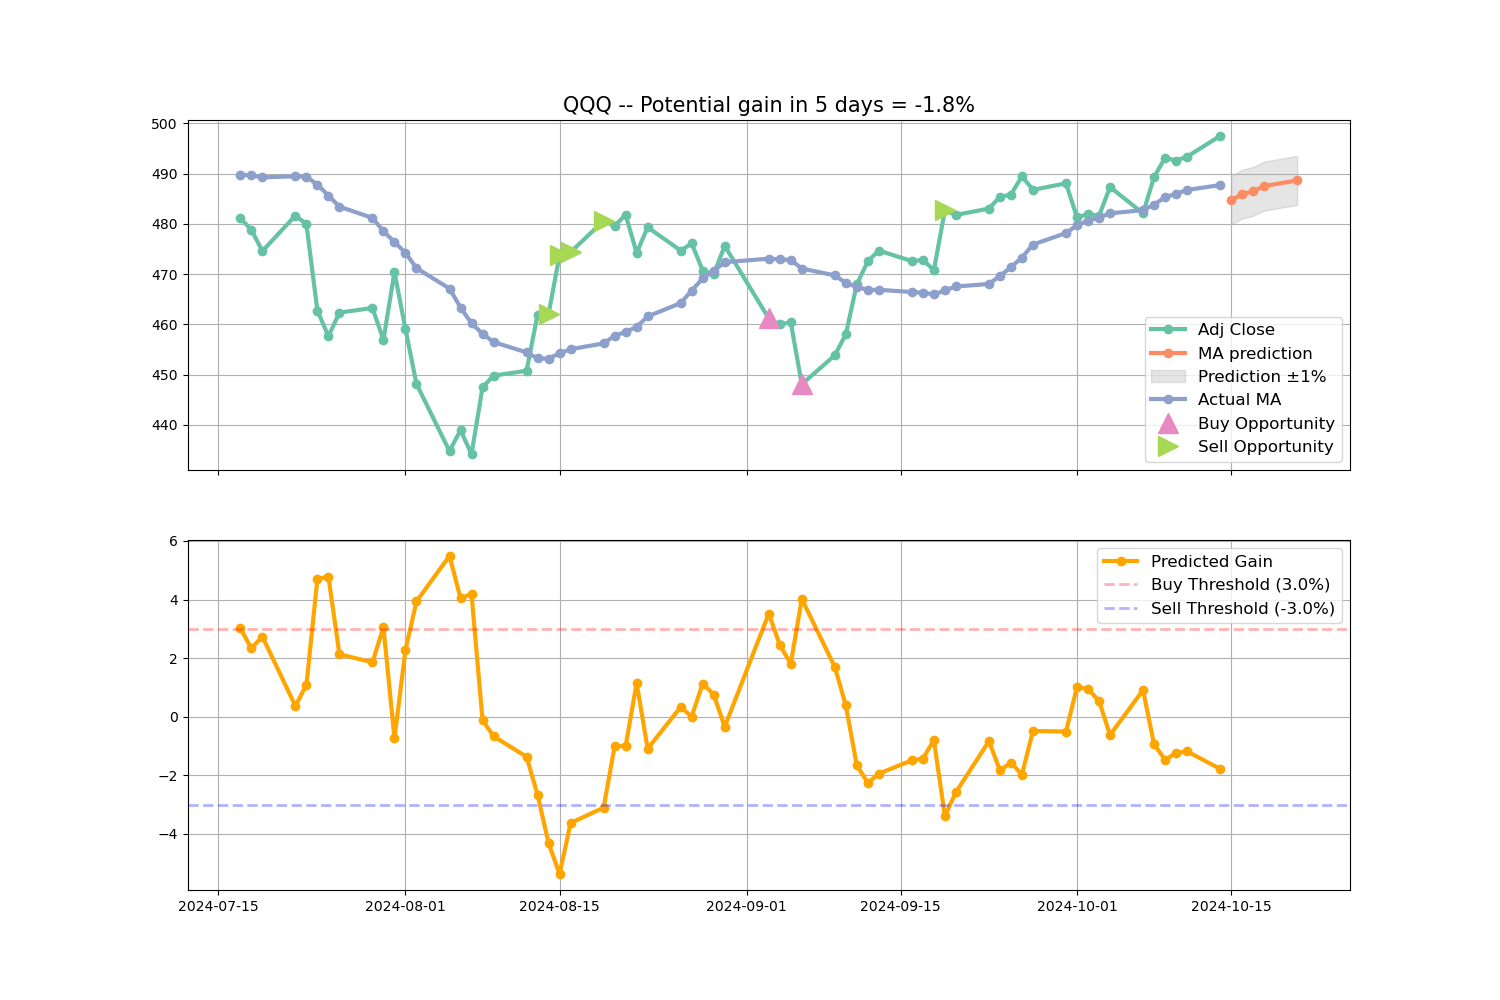 QQQ -- Potential gain in 5 days = -1.8%
500
490
480
470
460
450
440
Adj Close
MA prediction
Prediction ±1%
Actual MA
Buy Opportunity
Sell Opportunity
6
4
2
0
−2
−4
Predicted Gain
Buy Threshold (3.0%)
Sell Threshold (-3.0%)
2024-07-15 2024-08-01 2024-08-15 2024-09-01 2024-09-15 2024-10-01 2024-10-15